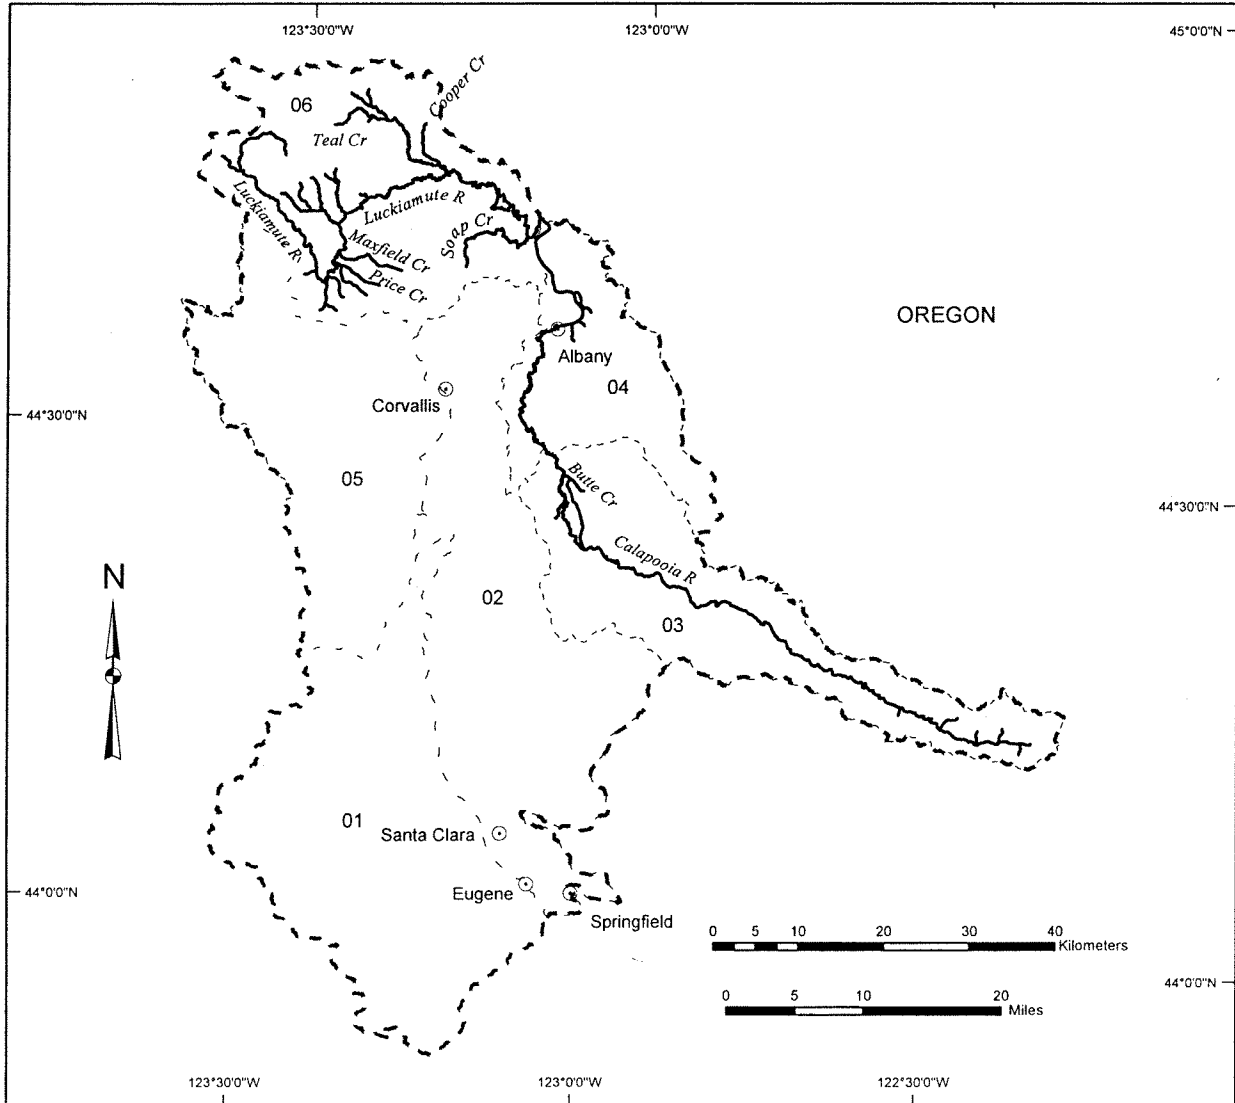 123°30'0"W
123°0'0"W
45°0'0"N
06
Cooper Cr
Teal Cr
Luckiamute R
Luckiamute R
Soap Cr
Maxfield Cr
Price Cr
OREGON
Albany
04
Corvallis
44°30'0"N
05
Butte Cr
44°30'0"N
Calapooia R
N
02
03
01
Santa Clara
Eugene
44°0'0"N
Springfield
0 5 10 20 30 40
Kilometers
44°0'0"N
0 5 10 20
Miles
123°30'0"W
123°0'0"W
122°30'0"W